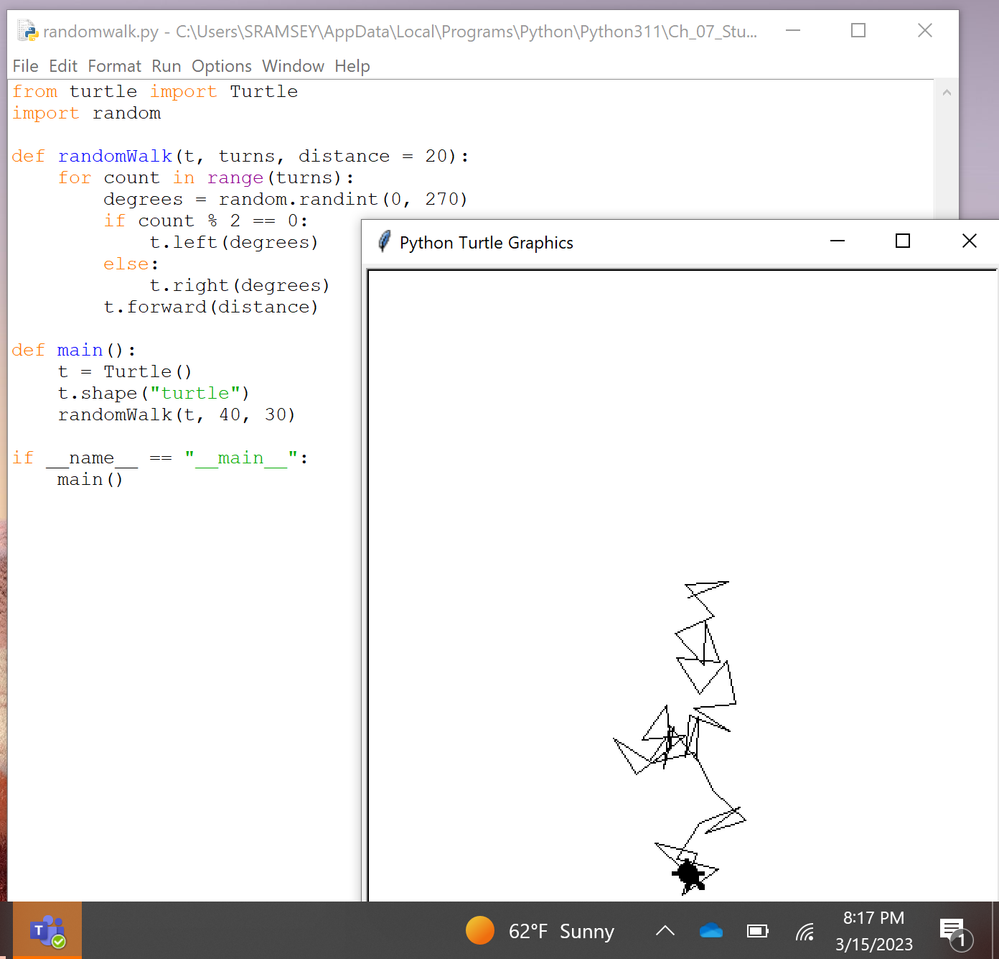 randomwalk.py - C:\Users\SRAMSEY\AppData\Local\Programs\Python\Python311\Ch_07_Stu...
File Edit Format Run Options Window Help
from turtle import Turtle
import random
def randomWalk(t, turns, distance = 20):
    for count in range(turns):
        degrees = random.randint(0, 270)
        if count % 2 == 0:
            t.left(degrees)
        else:
            t.right(degrees)
        t.forward(distance)
def main():
    t = Turtle()
    t.shape("turtle")
    randomWalk(t, 40, 30)
if __name__ == "__main__":
    main()
Python Turtle Graphics
T
62°F Sunny
8:17 PM
3/15/2023
1